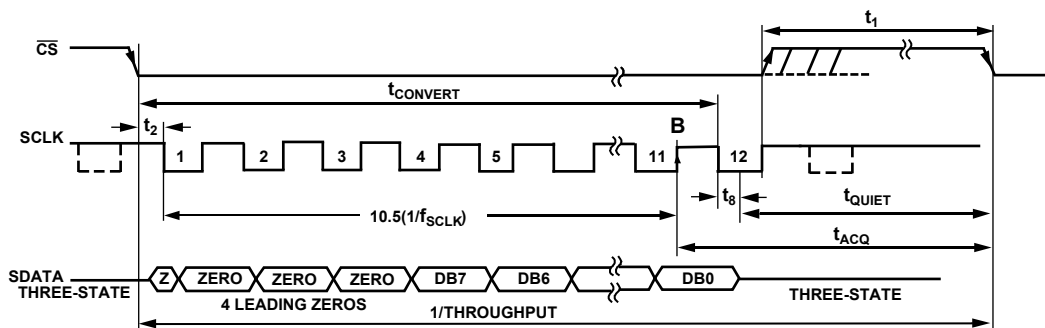 t1
CS
tCONVERT
SCLK
t2
B
1 2 3 4 5 11 12
t8
tQUIET
10.5(1/fSCLK)
tACQ
SDATA
THREE-STATE
Z ZERO ZERO ZERO DB7 DB6 DB0
THREE-STATE
4 LEADING ZEROS
1/THROUGHPUT